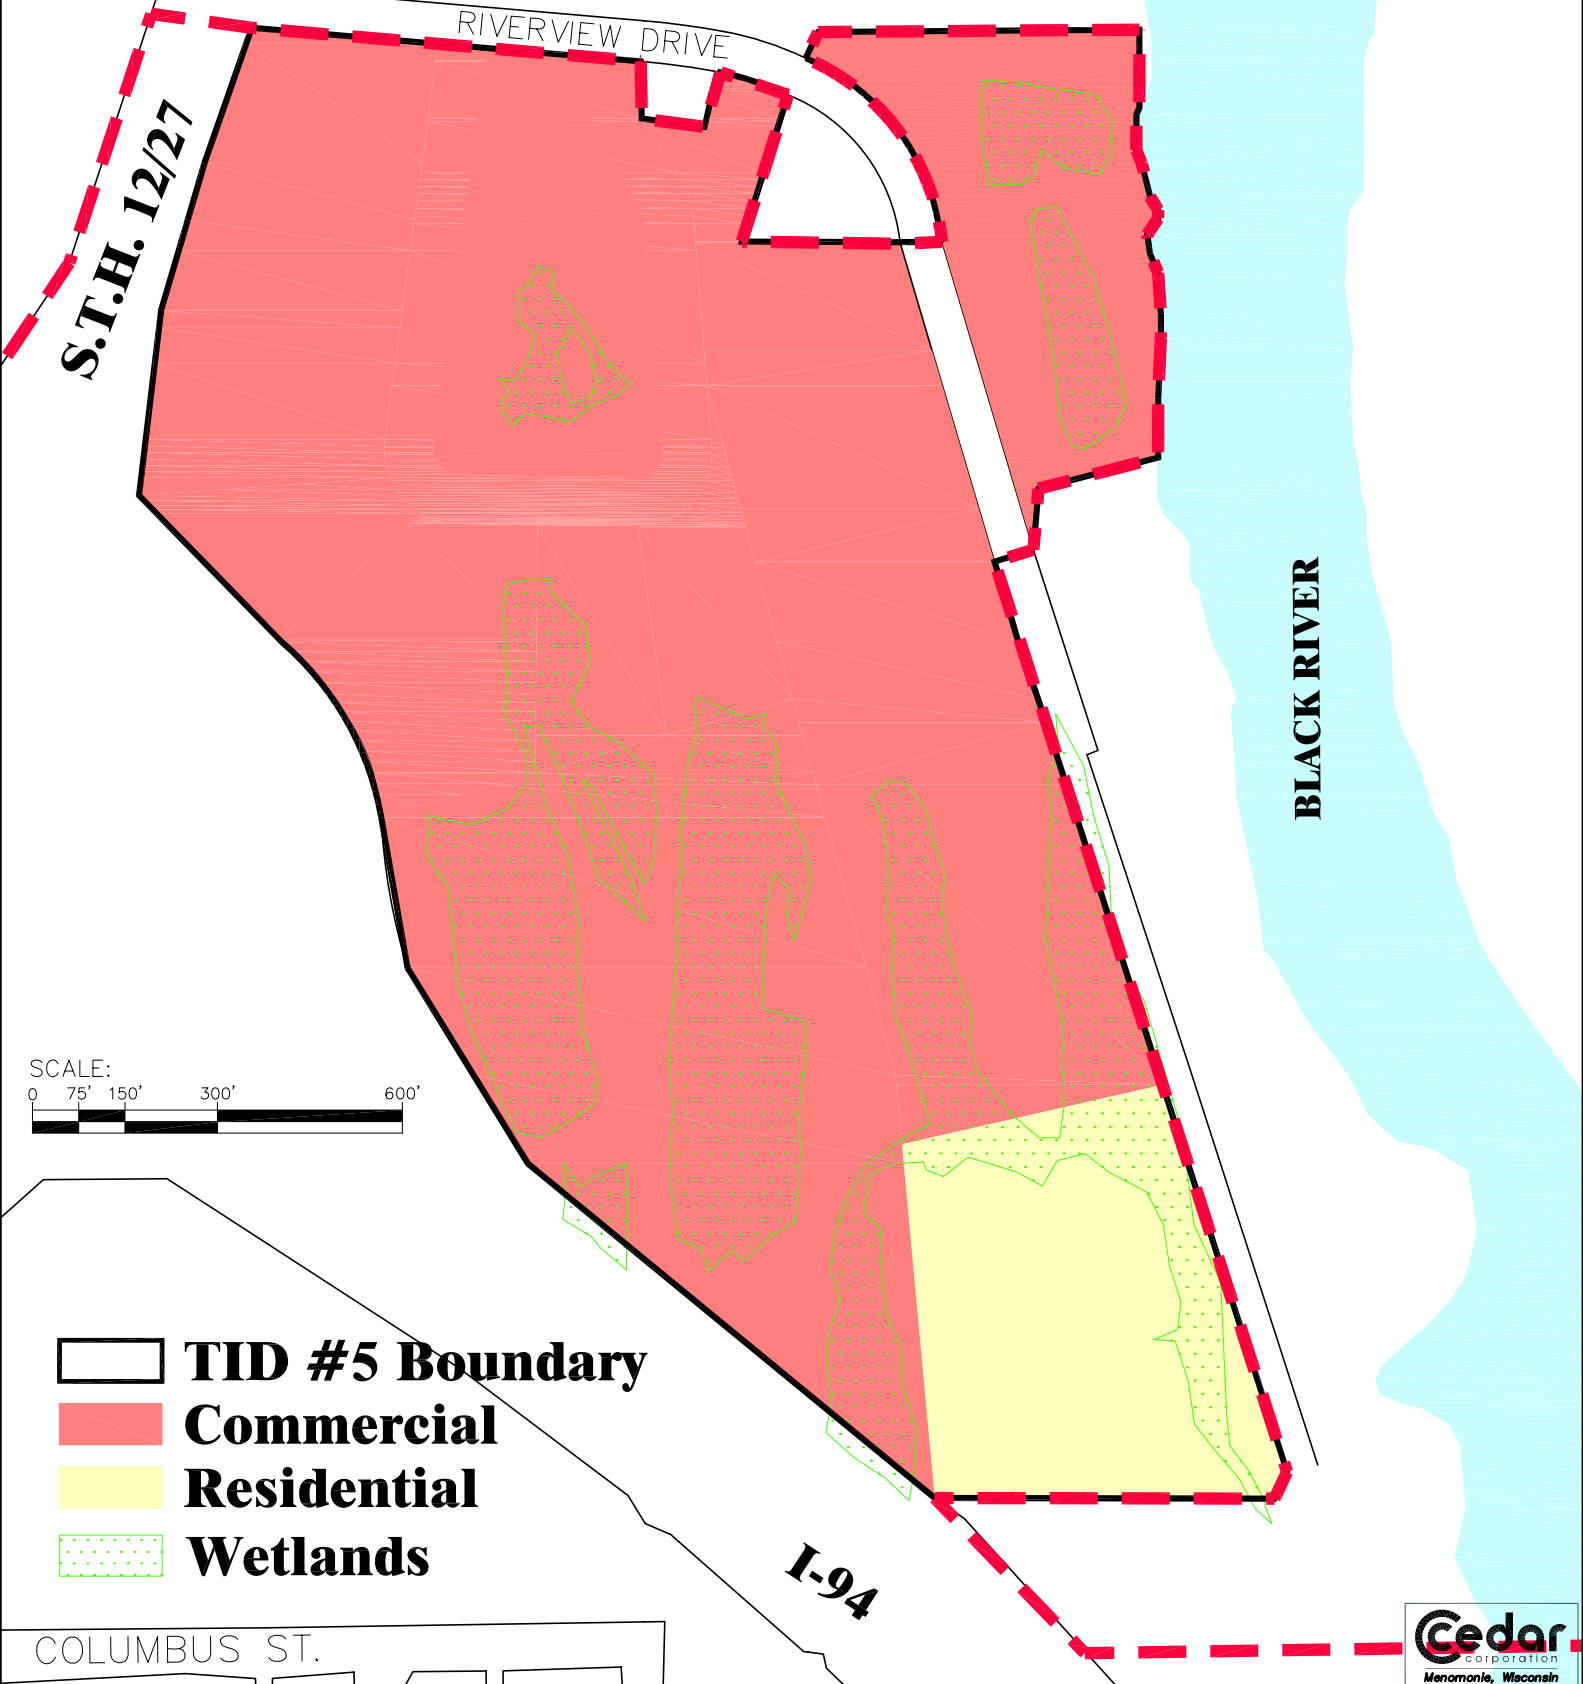 RIVERVIEW DRIVE
S.T.H. 12/27
BLACK RIVER
SCALE:
0 75' 150' 300' 600'
TID #5 Boundary
Commercial
Residential
Wetlands
I-94
COLUMBUS ST.
Cedar
corporation
Menomonie, Wisconsin